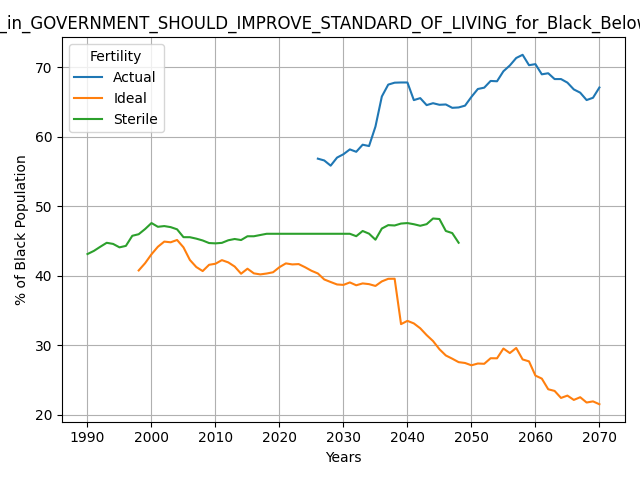 _in_GOVERNMENT_SHOULD_IMPROVE_STANDARD_OF_LIVING_for_Black_Below
Fertility
Actual
Ideal
Sterile
% of Black Population
70
60
50
40
30
20
1990 2000 2010 2020 2030 2040 2050 2060 2070
Years